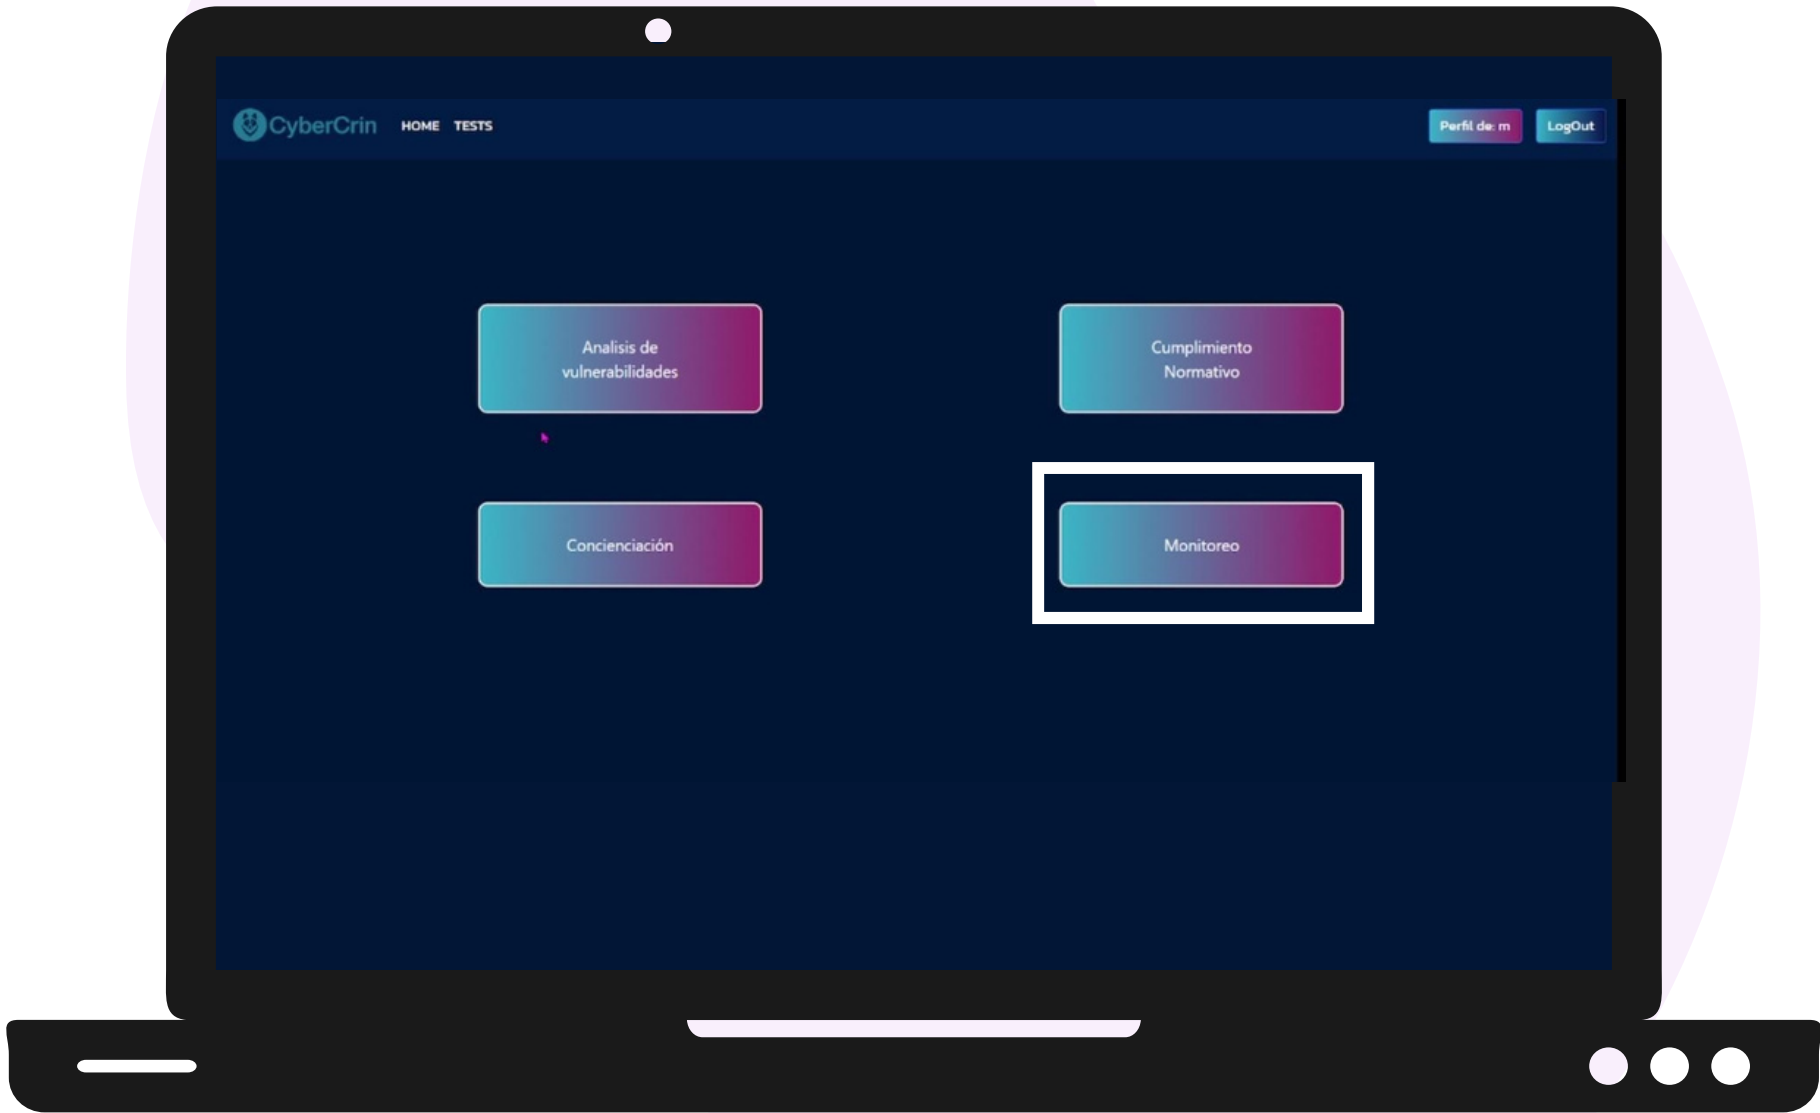 CyberCrin HOME TESTS Perfil de: m LogOut
Analisis de
vulnerabilidades
Cumplimiento
Normativo
Concienciación
Monitoreo